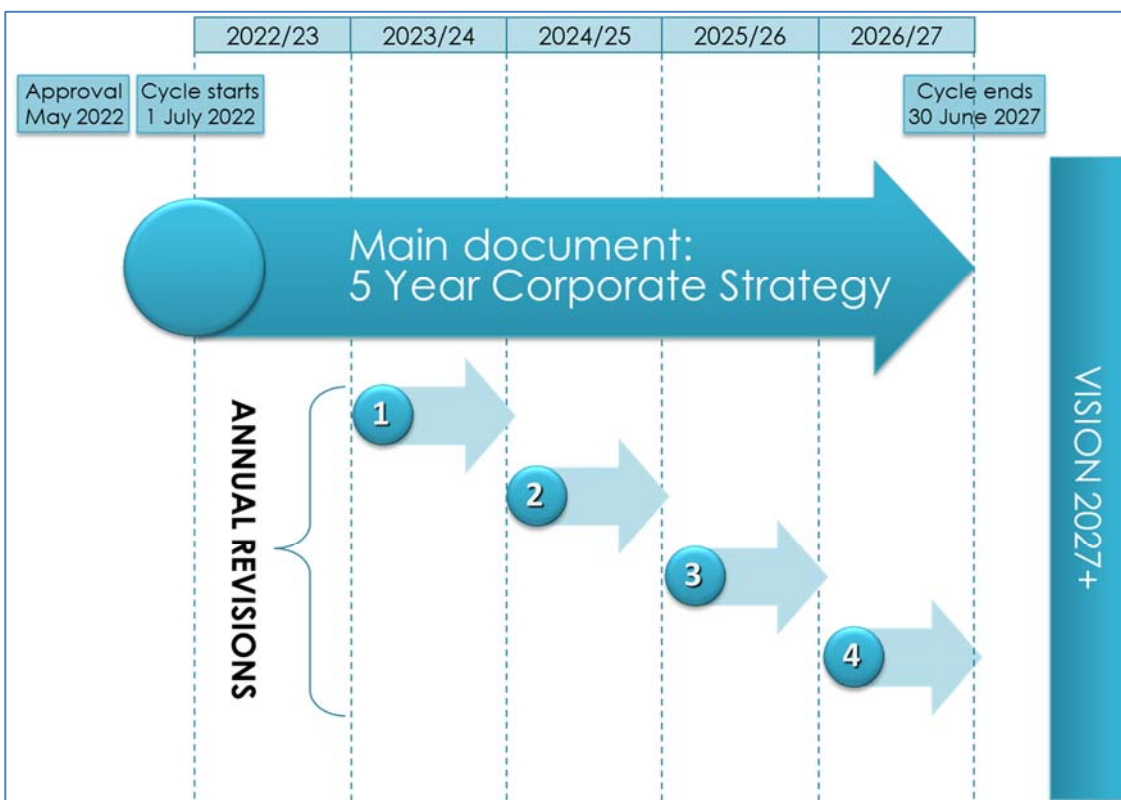 2022/23
2023/24
2024/25
2025/26
2026/27
Approval
May 2022
Cycle starts
1 July 2022
Cycle ends
30 June 2027
Main document:
5 Year Corporate Strategy
ANNUAL REVISIONS
1
2
3
4
VISION 2027+